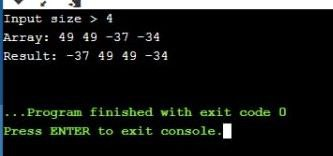 Input size > 4
Array: 49 49 -37 -34
Result: -37 49 49 -34
...Program finished with exit code 0
Press ENTER to exit console.